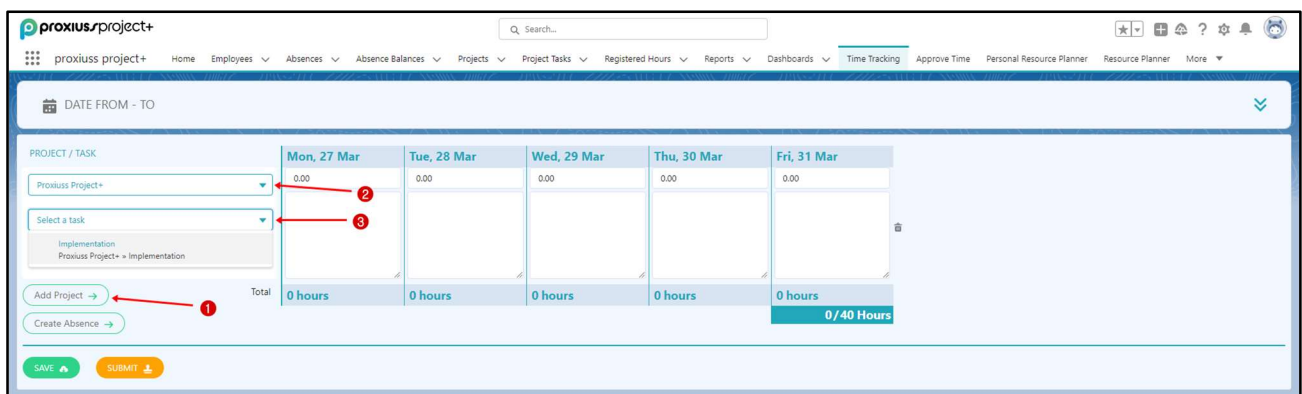 proxiuss project+
Search...
?
proxiuss project+ Home Employees Absences Absence Balances Projects Project Tasks Registered Hours Reports Dashboards Time Tracking Approve Time Personal Resource Planner Resource Planner More
DATE FROM - TO
PROJECT / TASK Mon, 27 Mar Tue, 28 Mar Wed, 29 Mar Thu, 30 Mar Fri, 31 Mar
Proxiuss Project+ 0.00 0.00 0.00 0.00 0.00
2
Select a task 3
Implementation
Proxiuss Project+ » Implementation
Add Project → 1 Total 0 hours 0 hours 0 hours 0 hours 0 hours
0/40 Hours
Create Absence →
SAVE SUBMIT